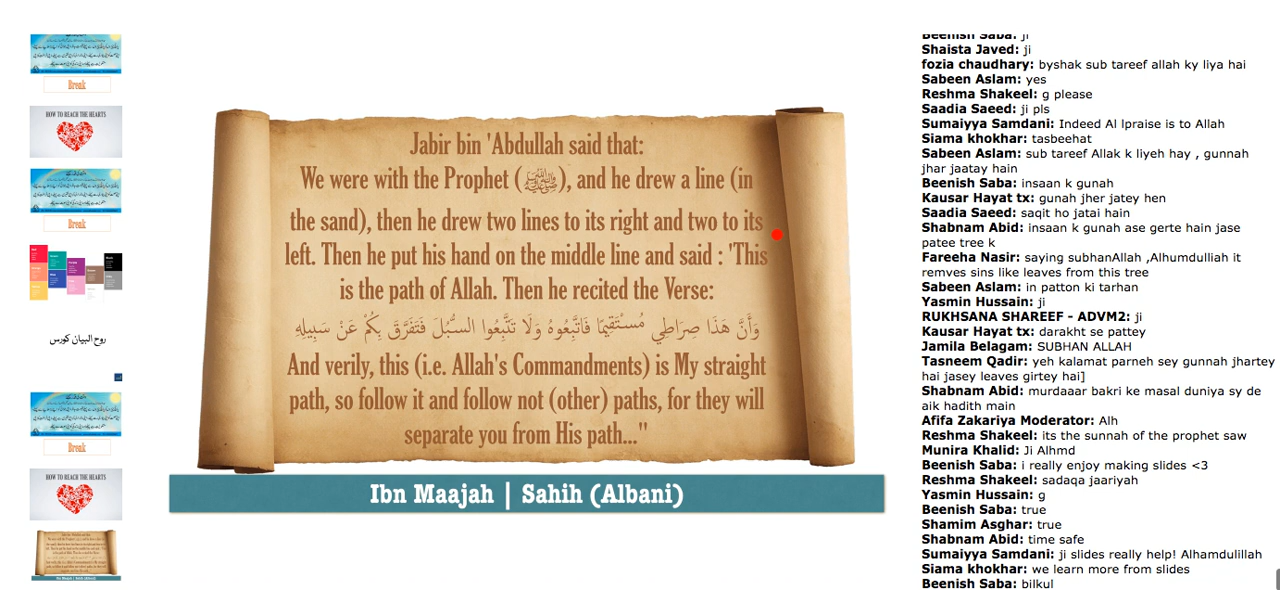 Break
HOW TO REACH THE HEARTS
Break
روح البيان كورس
Break
HOW TO REACH THE HEARTS
Jabir bin 'Abdullah said that:
We were with the Prophet (ﷺ), and he drew a line (in
the sand), then he drew two lines to its right and two to its
left. Then he put his hand on the middle line and said : 'This
is the path of Allah. Then he recited the Verse:
وَأَنَّ هَذَا صِرَاطِي مُسْتَقِيمًا فَاتَّبِعُوهُ وَلَا تَتَّبِعُوا السُّبُلَ فَتَفَرَّقَ بِكُمْ عَنْ سَبِيلِهِ
And verily, this (i.e. Allah's Commandments) is My straight
path, so follow it and follow not (other) paths, for they will
separate you from His path..."
Ibn Maajah | Sahih (Albani)
Beenish Saba: ji
Shaista Javed: ji
fozia chaudhary: byshak sub tareef allah ky liya hai
Sabeen Aslam: yes
Reshma Shakeel: g please
Saadia Saeed: ji pls
Sumaiyya Samdani: Indeed Al lpraise is to Allah
Siama khokhar: tasbeehat
Sabeen Aslam: sub tareef Allak k liyeh hay , gunnah
jhar jaatay hain
Beenish Saba: insaan k gunah
Kausar Hayat tx: gunah jher jatey hen
Saadia Saeed: saqit ho jatai hain
Shabnam Abid: insaan k gunah ase gerte hain jase
patee tree k
Fareeha Nasir: saying subhanAllah ,Alhumdulliah it
remves sins like leaves from this tree
Sabeen Aslam: in patton ki tarhan
Yasmin Hussain: ji
RUKHSANA SHAREEF - ADVM2: ji
Kausar Hayat tx: darakht se pattey
Jamila Belagam: SUBHAN ALLAH
Tasneem Qadir: yeh kalamat parneh sey gunnah jhartey
hai jasey leaves girtey hai]
Shabnam Abid: murdaaar bakri ke masal duniya sy de
aik hadith main
Afifa Zakariya Moderator: Alh
Reshma Shakeel: its the sunnah of the prophet saw
Munira Khalid: Ji Alhmd
Beenish Saba: i really enjoy making slides <3
Reshma Shakeel: sadaqa jaariyah
Yasmin Hussain: g
Beenish Saba: true
Shamim Asghar: true
Shabnam Abid: time safe
Sumaiyya Samdani: ji slides really help! Alhamdulillah
Siama khokhar: we learn more from slides
Beenish Saba: bilkul